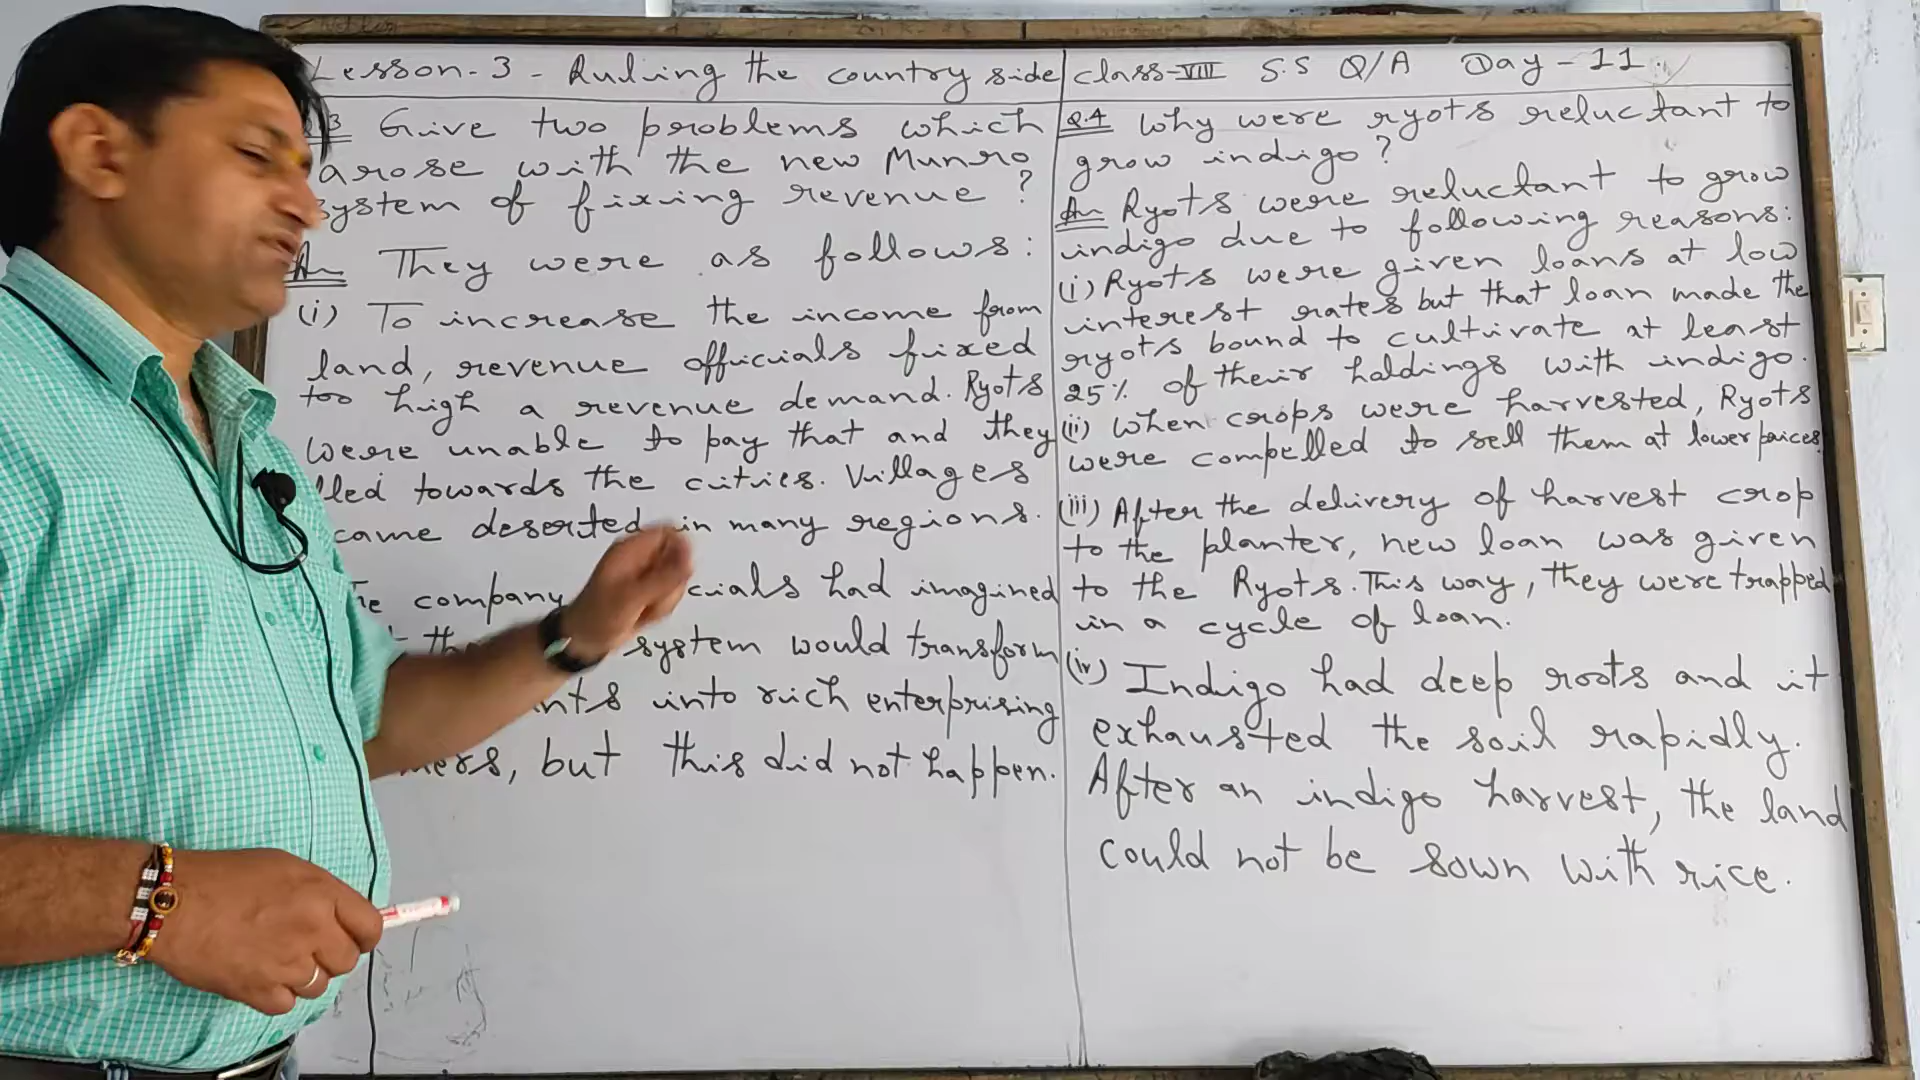 Lesson-3 - Ruling the country side
class-VIII S.S Q/A Day-11
3 Give two problems which
arose with the new Munro
system of fixing revenue ?
Ans They were as follows :
(i) To increase the income from
land, revenue officials fixed
too high a revenue demand. Ryots
were unable to pay that and they
towards the cities. Villages
came deserted in many regions.
company had imagined
system would transform
into rich enterprising
but this did not happen.
Q.4 Why were ryots reluctant to
grow indigo ?
Ans Ryots were reluctant to grow
indigo due to following reasons:
(i) Ryots were given loans at low
interest rates but that loan made the
ryots bound to cultivate at least
25% of their holdings with indigo.
(ii) When crops were harvested, Ryots
were compelled to sell them at lower prices
(iii) After the delivery of harvest crop
to the planter, new loan was given
to the Ryots. This way, they were trapped
in a cycle of loan.
(iv) Indigo had deep roots and it
exhausted the soil rapidly.
After an indigo harvest, the land
could not be sown with rice.